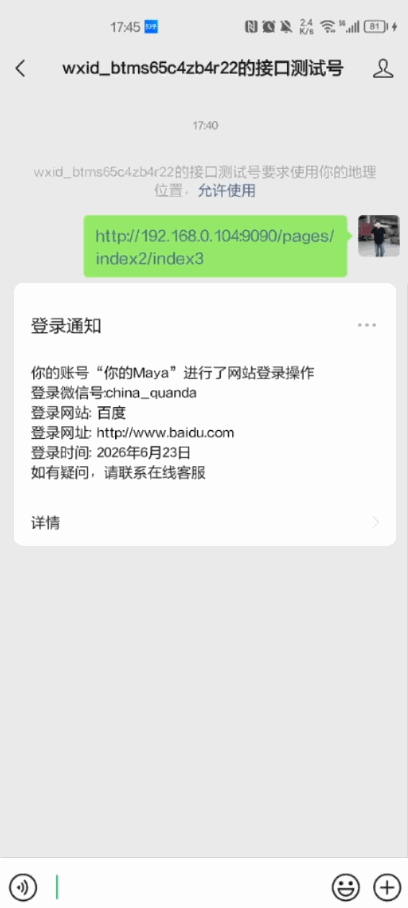 17:45
2.4
K/s
5G
81
wxid_btms65c4zb4r22的接口测试号
17:40
wxid_btms65c4zb4r22的接口测试号要求使用你的地理
位置，允许使用
http://192.168.0.104:9090/pages/
index2/index3
登录通知
你的账号“你的Maya”进行了网站登录操作
登录微信号:china_quanda
登录网站: 百度
登录网址: http://www.baidu.com
登录时间: 2026年6月23日
如有疑问，请联系在线客服
详情